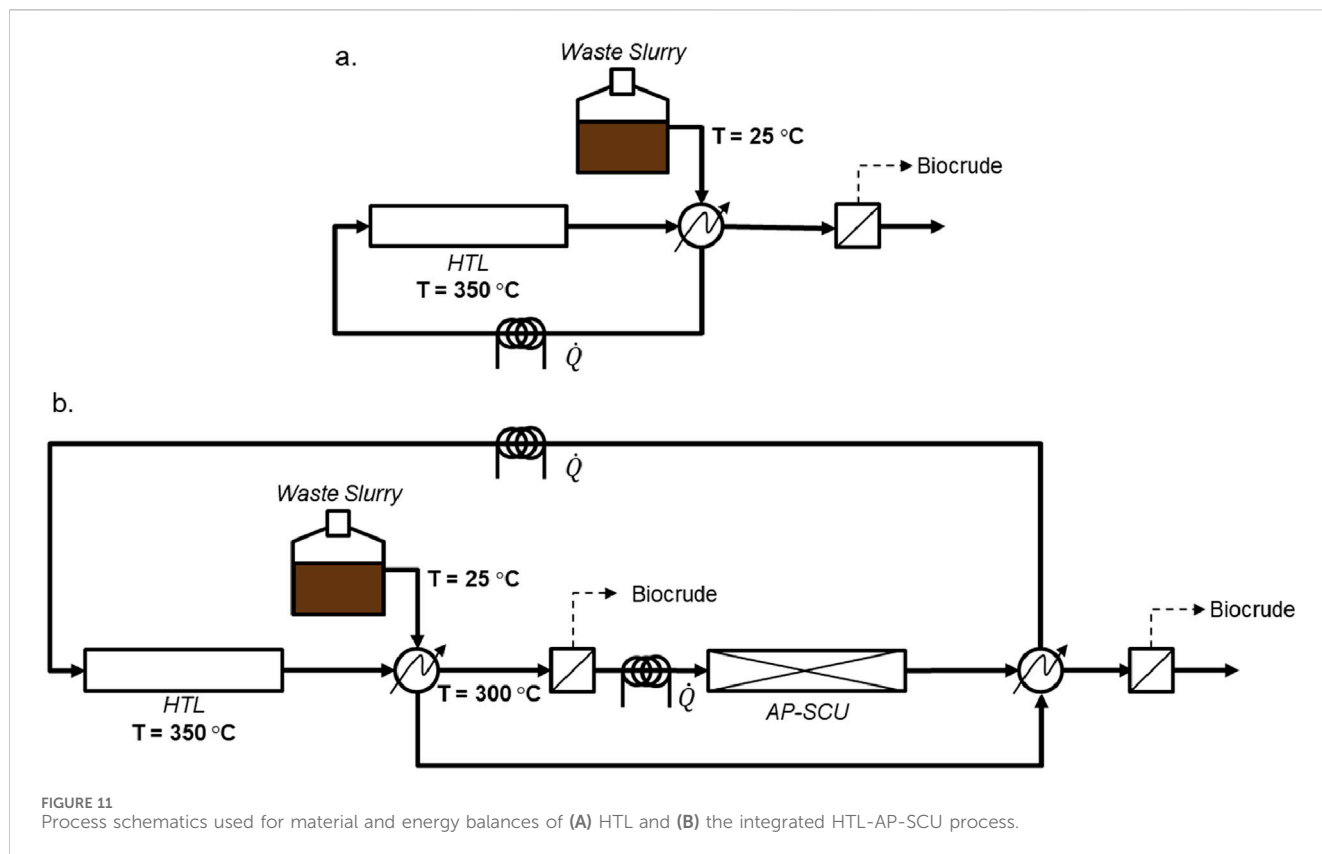 a.
Waste Slurry
T = 25 °C
Biocrude
HTL
T = 350 °C
Q̇
b.
Q̇
Waste Slurry
T = 25 °C
Biocrude
Biocrude
T = 300 °C
Q̇
HTL
T = 350 °C
AP-SCU
FIGURE 11
Process schematics used for material and energy balances of (A) HTL and (B) the integrated HTL-AP-SCU process.